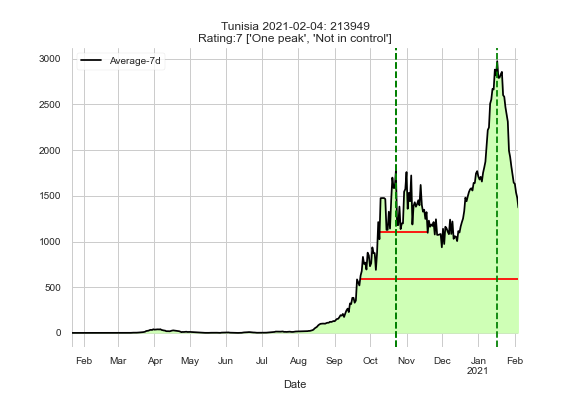 Tunisia 2021-02-04: 213949
Rating:7 ['One peak', 'Not in control']
Average-7d
3000
2500
2000
1500
1000
500
0
Feb Mar Apr May Jun Jul Aug Sep Oct Nov Dec Jan Feb
2021
Date